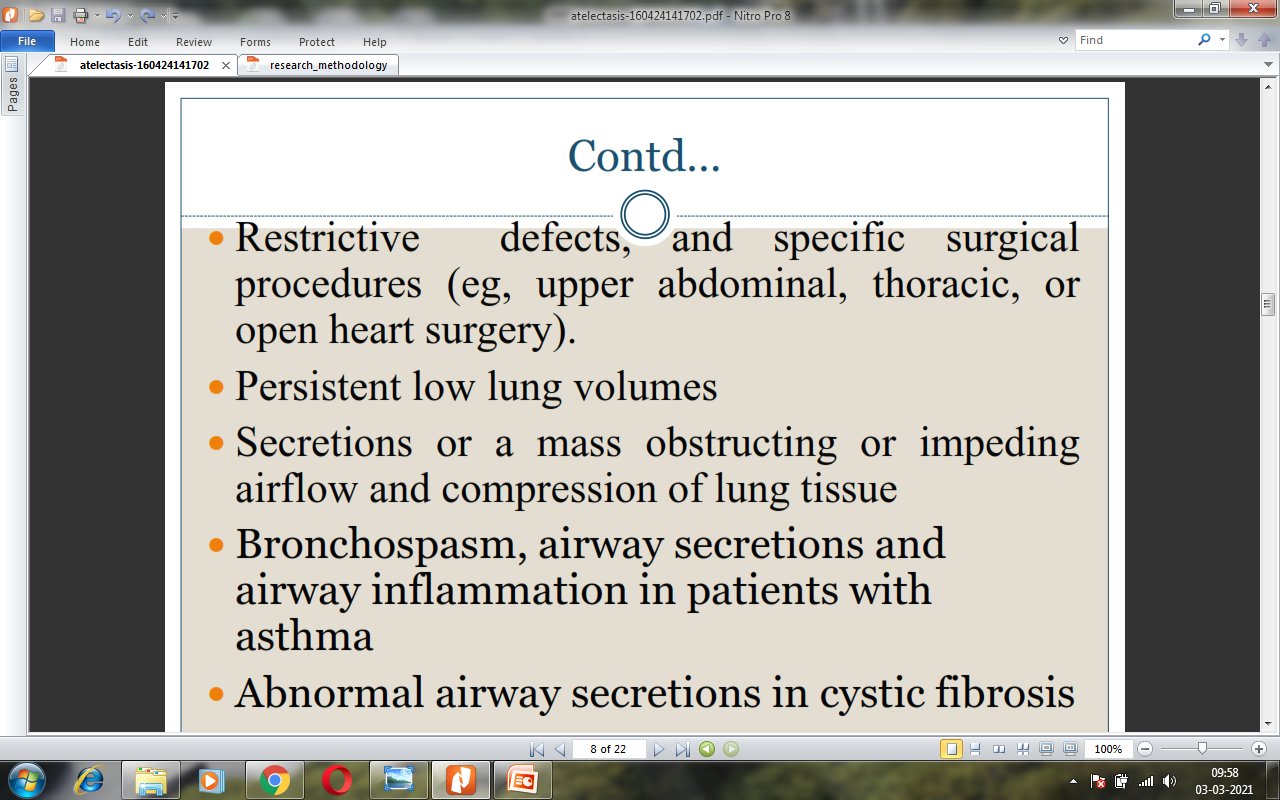 atelectasis-160424141702.pdf - Nitro Pro 8
File Home Edit Review Forms Protect Help Find
atelectasis-160424141702 research_methodology
Pages
Contd...
Restrictive defects, and specific surgical
procedures (eg, upper abdominal, thoracic, or
open heart surgery).
Persistent low lung volumes
Secretions or a mass obstructing or impeding
airflow and compression of lung tissue
Bronchospasm, airway secretions and
airway inflammation in patients with
asthma
Abnormal airway secretions in cystic fibrosis
8 of 22 100%
09:58
03-03-2021